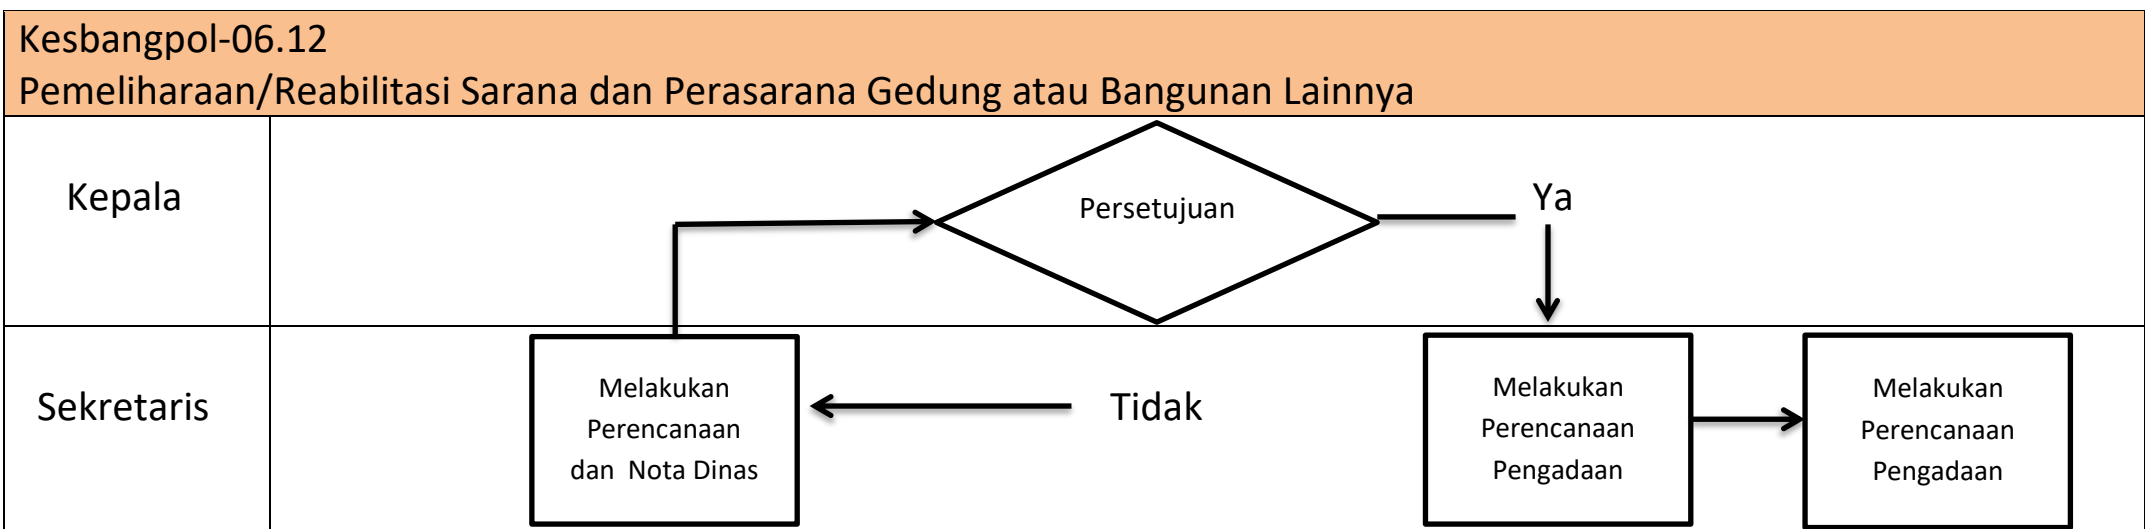 Kesbangpol-06.12
Pemeliharaan/Reabilitasi Sarana dan Perasarana Gedung atau Bangunan Lainnya
Kepala
Persetujuan
Ya
Sekretaris
Melakukan
Perencanaan
dan Nota Dinas
Tidak
Melakukan
Perencanaan
Pengadaan
Melakukan
Perencanaan
Pengadaan